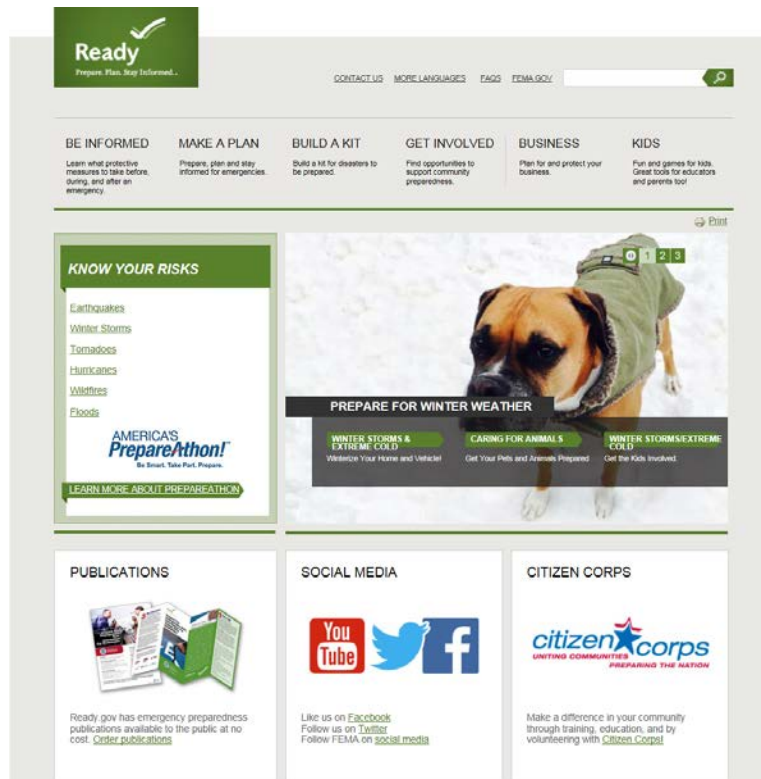 Ready
Prepare. Plan. Stay Informed.
CONTACT US MORE LANGUAGES FAQS FEMA.GOV
BE INFORMED
Learn what protective
measures to take before,
during, and after an
emergency.
MAKE A PLAN
Prepare, plan and stay
informed for emergencies.
BUILD A KIT
Build a kit for disasters to
be prepared.
GET INVOLVED
Find opportunities to
support community
preparedness.
BUSINESS
Plan for and protect your
business.
KIDS
Fun and games for kids.
Great tools for educators
and parents too!
Print
KNOW YOUR RISKS
Earthquakes
Winter Storms
Tornadoes
Hurricanes
Wildfires
Floods
AMERICA'S
PrepareAthon!
Be Smart. Take Part. Prepare.
LEARN MORE ABOUT PREPAREATHON
1 2 3
PREPARE FOR WINTER WEATHER
WINTER STORMS &
EXTREME COLD
Winterize Your Home and Vehicle!
CARING FOR ANIMALS
Get Your Pets and Animals Prepared
WINTER STORMS/EXTREME
COLD
Get the Kids Involved.
PUBLICATIONS
Ready.gov has emergency preparedness
publications available to the public at no
cost. Order publications
SOCIAL MEDIA
You
Tube
f
Like us on Facebook
Follow us on Twitter
Follow FEMA on social media
CITIZEN CORPS
citizen corps
UNITING COMMUNITIES
PREPARING THE NATION
Make a difference in your community
through training, education, and by
volunteering with Citizen Corps!